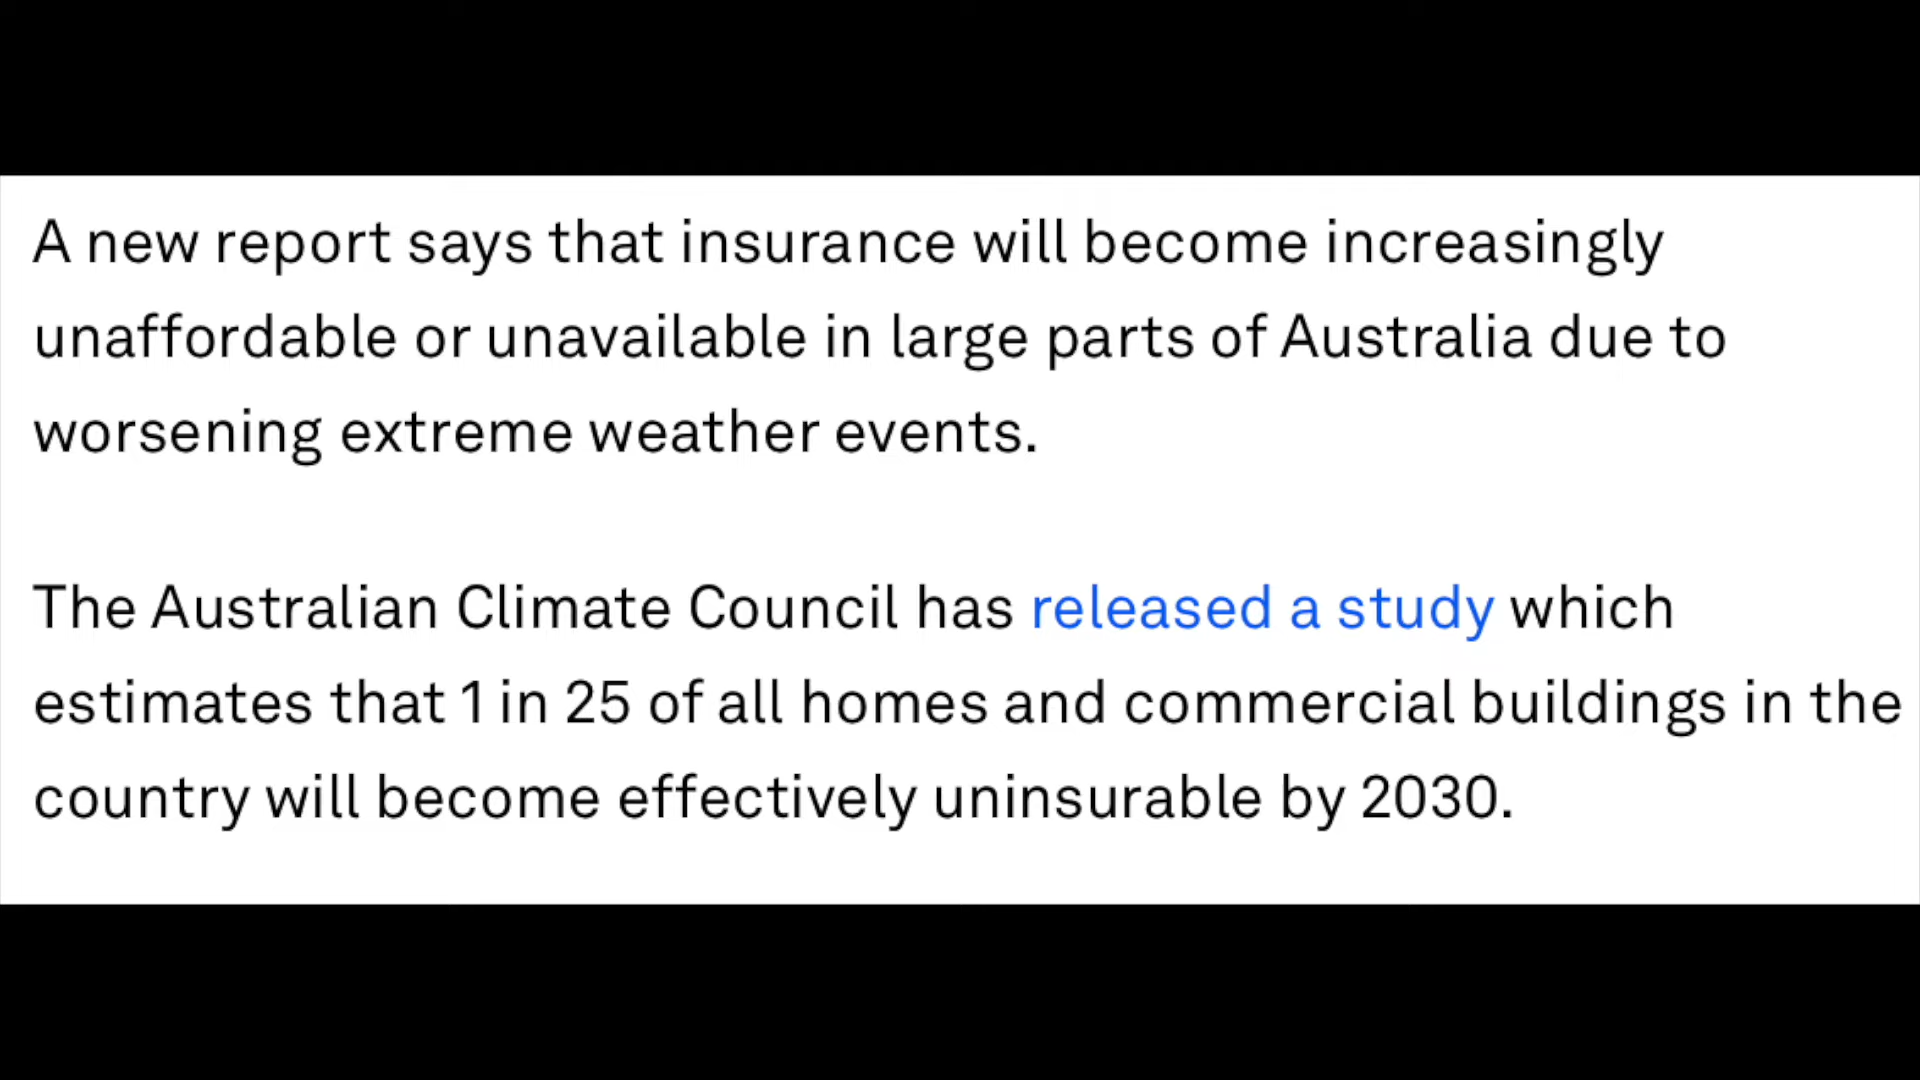 A new report says that insurance will become increasingly
unaffordable or unavailable in large parts of Australia due to
worsening extreme weather events.
The Australian Climate Council has released a study which
estimates that 1 in 25 of all homes and commercial buildings in the
country will become effectively uninsurable by 2030.